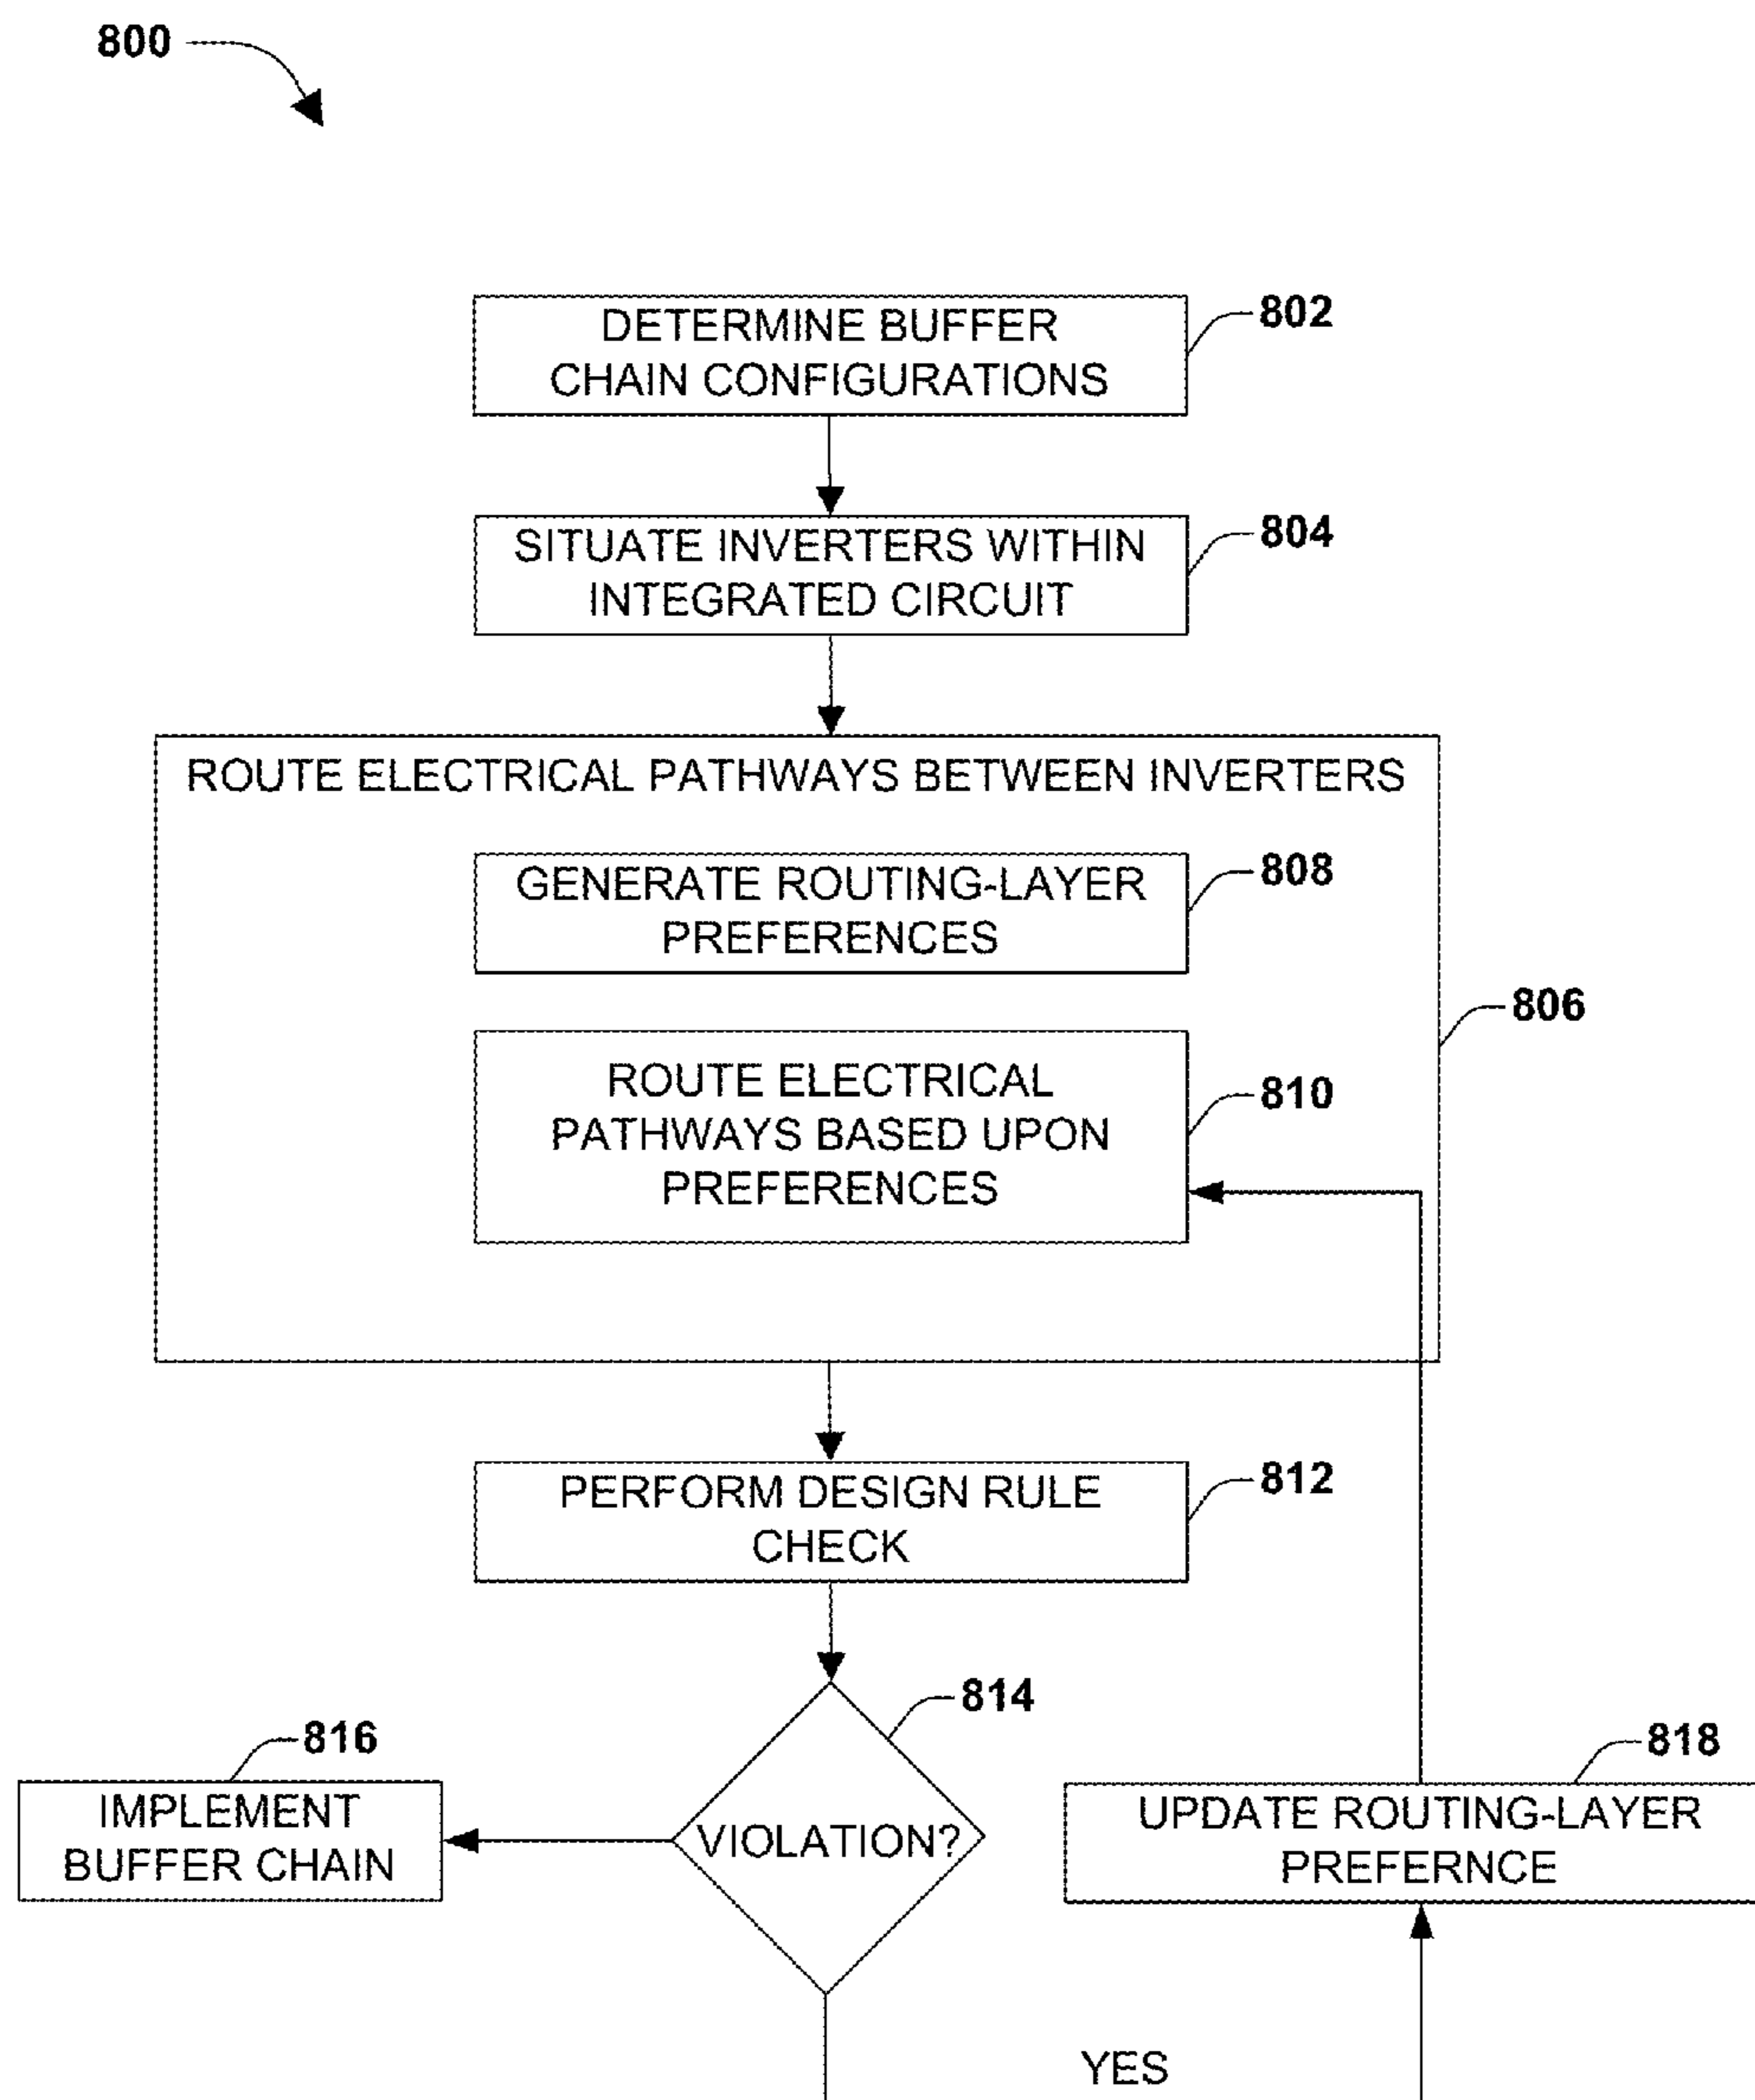 800
DETERMINE BUFFER
CHAIN CONFIGURATIONS
802
SITUATE INVERTERS WITHIN
INTEGRATED CIRCUIT
804
ROUTE ELECTRICAL PATHWAYS BETWEEN INVERTERS
GENERATE ROUTING-LAYER
PREFERENCES
808
806
ROUTE ELECTRICAL
PATHWAYS BASED UPON
PREFERENCES
810
PERFORM DESIGN RULE
CHECK
812
814
VIOLATION?
816
IMPLEMENT
BUFFER CHAIN
818
UPDATE ROUTING-LAYER
PREFERNCE
YES